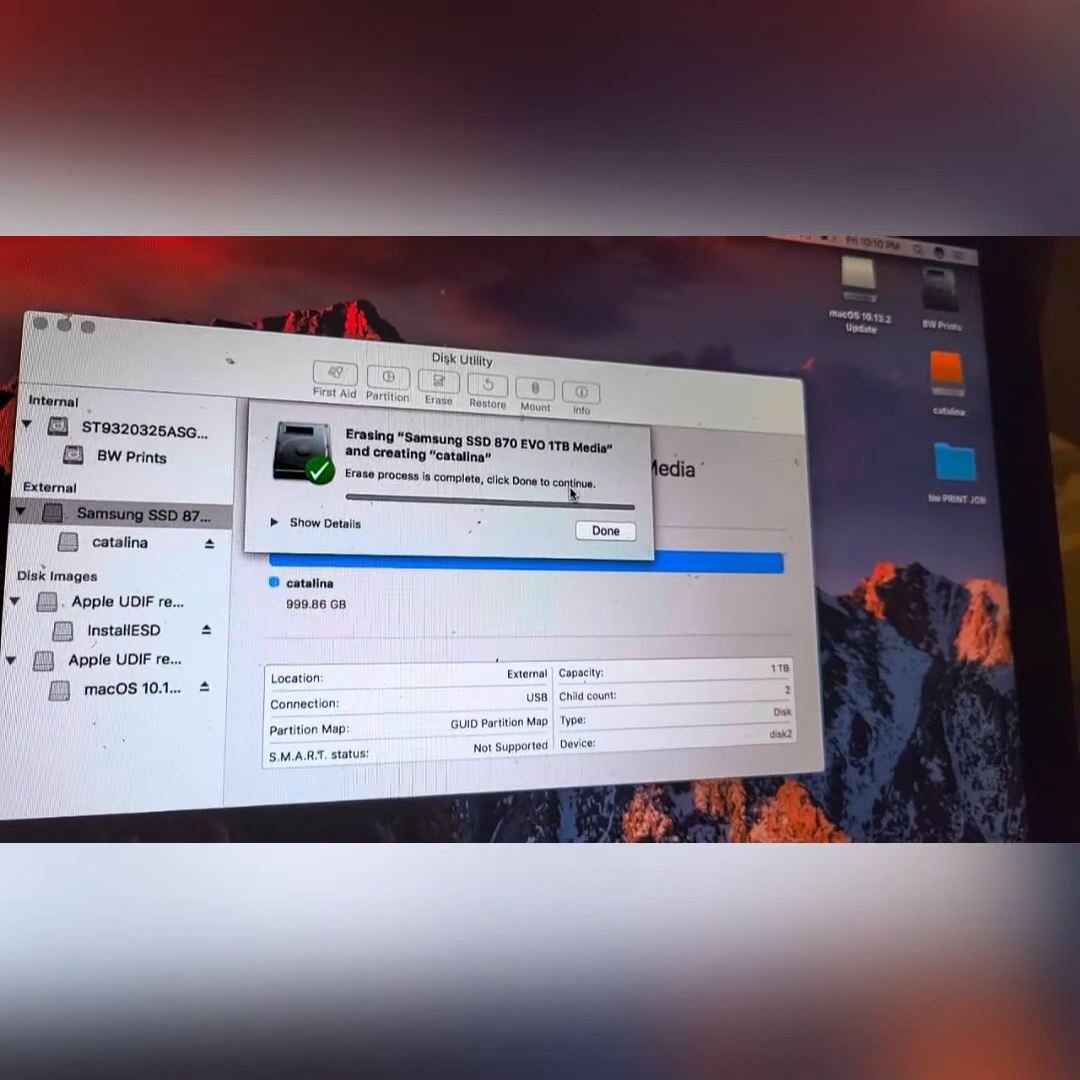 Fri 10:10 PM
macOS 10.13.2
Update
BW Prints
catalina
bw PRINT JOB
Disk Utility
First Aid
Partition
Erase
Restore
Mount
Info
Internal
ST9320325ASG...
BW Prints
External
Samsung SSD 87...
catalina
Disk Images
Apple UDIF re...
InstallESD
Apple UDIF re...
macOS 10.1...
Erasing “Samsung SSD 870 EVO 1TB Media”
and creating “catalina”
Erase process is complete, click Done to continue.
Show Details
Done
Media
catalina
999.86 GB
Location: External
Connection: USB
Partition Map: GUID Partition Map
S.M.A.R.T. status: Not Supported
Capacity: 1 TB
Child count: 2
Type: Disk
Device: disk2